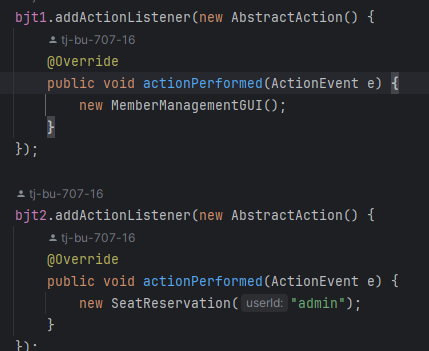 bjt1.addActionListener(new AbstractAction() {
tj-bu-707-16
@Override
public void actionPerformed(ActionEvent e) {
new MemberManagementGUI();
}
});
tj-bu-707-16
bjt2.addActionListener(new AbstractAction() {
tj-bu-707-16
@Override
public void actionPerformed(ActionEvent e) {
new SeatReservation( userId: "admin");
}
});